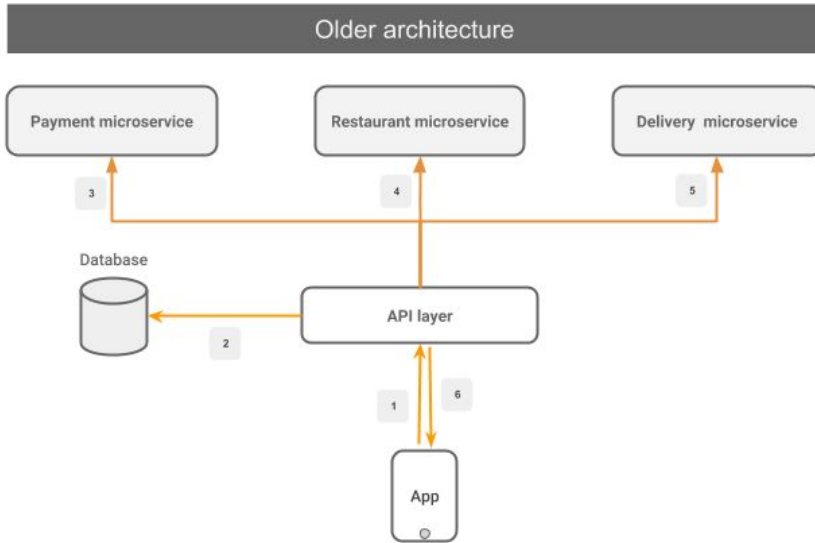 Older architecture
Payment microservice
Restaurant microservice
Delivery microservice
3
4
5
Database
API layer
2
1
6
App